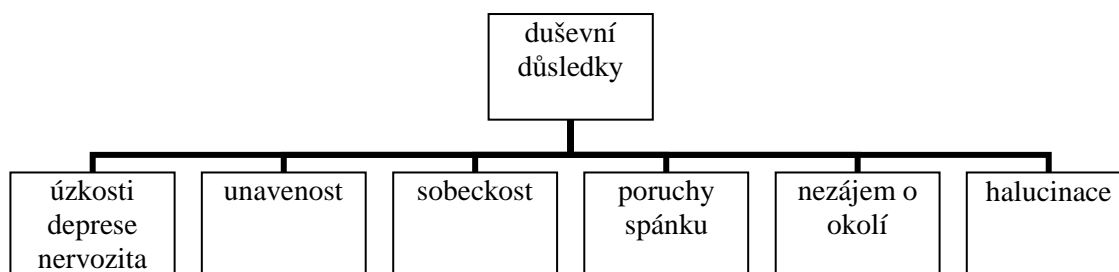 duševní
důsledky
úzkosti
deprese
nervozita
unavenost
sobeckost
poruchy
spánku
nezájem o
okolí
halucinace